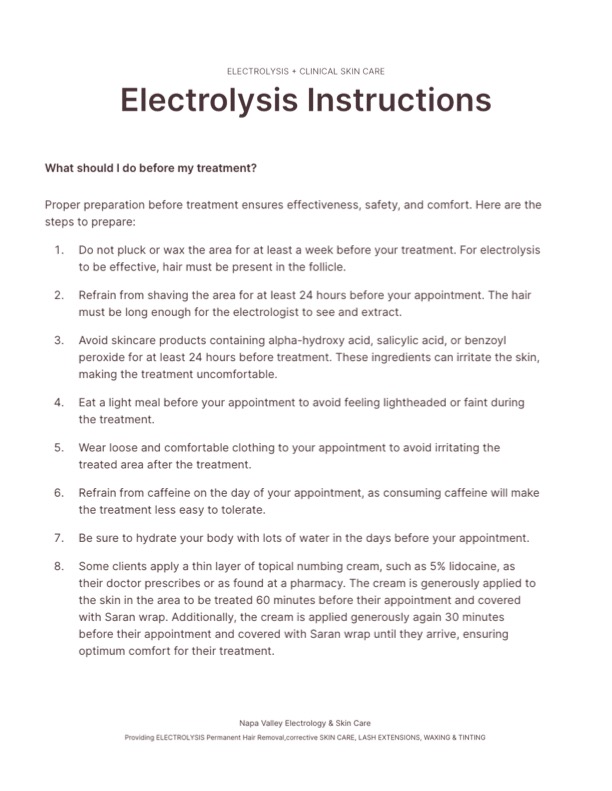 ELECTROLYSIS + CLINICAL SKIN CARE
Electrolysis Instructions
What should I do before my treatment?
Proper preparation before treatment ensures effectiveness, safety, and comfort. Here are the
steps to prepare:
1. Do not pluck or wax the area for at least a week before your treatment. For electrolysis
to be effective, hair must be present in the follicle.
2. Refrain from shaving the area for at least 24 hours before your appointment. The hair
must be long enough for the electrologist to see and extract.
3. Avoid skincare products containing alpha-hydroxy acid, salicylic acid, or benzoyl
peroxide for at least 24 hours before treatment. These ingredients can irritate the skin,
making the treatment uncomfortable.
4. Eat a light meal before your appointment to avoid feeling lightheaded or faint during
the treatment.
5. Wear loose and comfortable clothing to your appointment to avoid irritating the
treated area after the treatment.
6. Refrain from caffeine on the day of your appointment, as consuming caffeine will make
the treatment less easy to tolerate.
7. Be sure to hydrate your body with lots of water in the days before your appointment.
8. Some clients apply a thin layer of topical numbing cream, such as 5% lidocaine, as
their doctor prescribes or as found at a pharmacy. The cream is generously applied to
the skin in the area to be treated 60 minutes before their appointment and covered
with Saran wrap. Additionally, the cream is applied generously again 30 minutes
before their appointment and covered with Saran wrap until they arrive, ensuring
optimum comfort for their treatment.
Napa Valley Electrology & Skin Care
Providing ELECTROLYSIS Permanent Hair Removal,corrective SKIN CARE, LASH EXTENSIONS, WAXING & TINTING